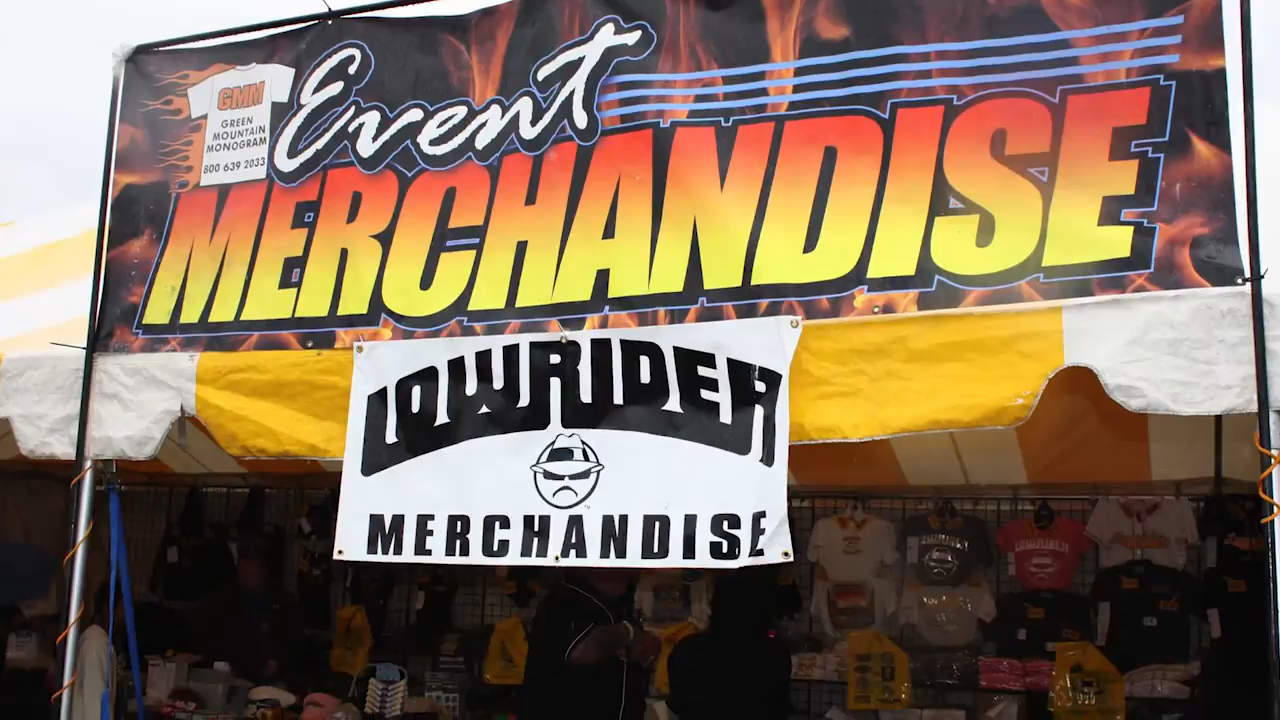 Event
GMM
GREEN
MOUNTAIN
MONOGRAM
800 639 2033
MERCHANDISE
LOWRIDER
MERCHANDISE